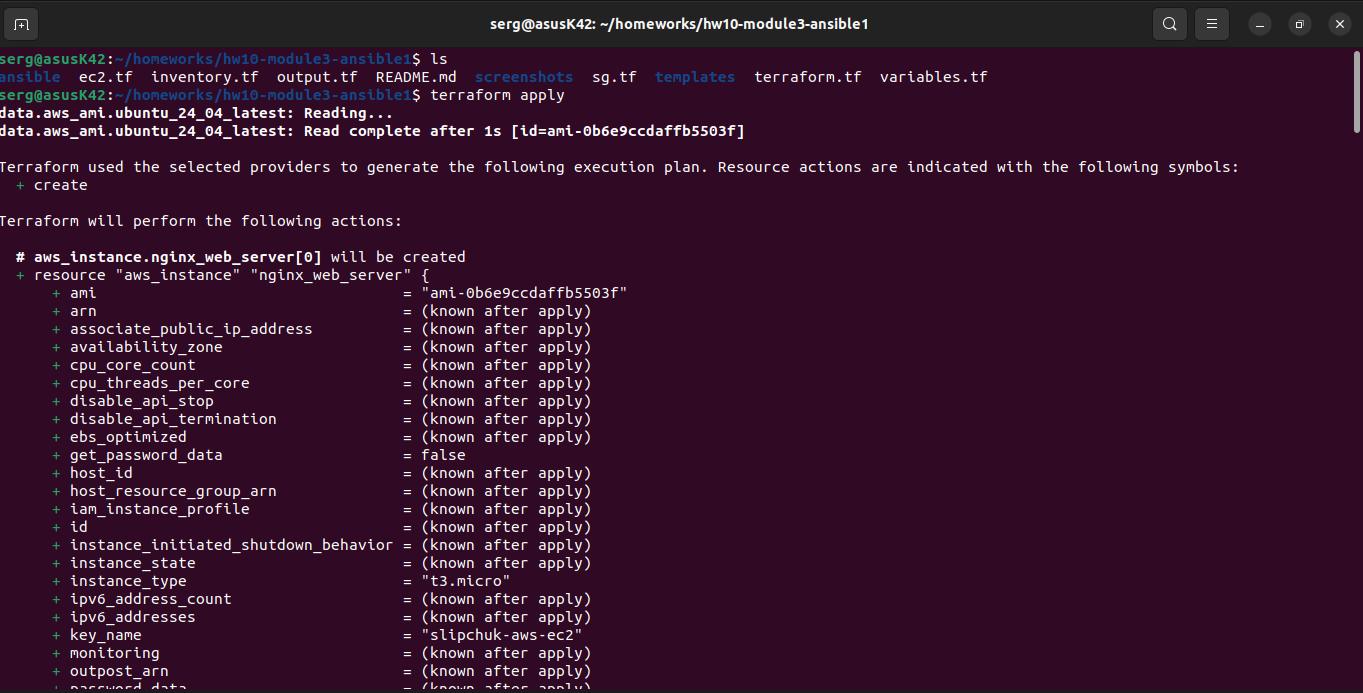 serg@asusK42: ~/homeworks/hw10-module3-ansible1
serg@asusK42:~/homeworks/hw10-module3-ansible1$ ls
ansible  ec2.tf  inventory.tf  output.tf  README.md  screenshots  sg.tf  templates  terraform.tf  variables.tf
serg@asusK42:~/homeworks/hw10-module3-ansible1$ terraform apply
data.aws_ami.ubuntu_24_04_latest: Reading...
data.aws_ami.ubuntu_24_04_latest: Read complete after 1s [id=ami-0b6e9ccdaffb5503f]
Terraform used the selected providers to generate the following execution plan. Resource actions are indicated with the following symbols:
  + create
Terraform will perform the following actions:
  # aws_instance.nginx_web_server[0] will be created
  + resource "aws_instance" "nginx_web_server" {
      + ami                                  = "ami-0b6e9ccdaffb5503f"
      + arn                                  = (known after apply)
      + associate_public_ip_address          = (known after apply)
      + availability_zone                    = (known after apply)
      + cpu_core_count                       = (known after apply)
      + cpu_threads_per_core                 = (known after apply)
      + disable_api_stop                     = (known after apply)
      + disable_api_termination              = (known after apply)
      + ebs_optimized                        = (known after apply)
      + get_password_data                    = false
      + host_id                              = (known after apply)
      + host_resource_group_arn              = (known after apply)
      + iam_instance_profile                 = (known after apply)
      + id                                   = (known after apply)
      + instance_initiated_shutdown_behavior = (known after apply)
      + instance_state                       = (known after apply)
      + instance_type                        = "t3.micro"
      + ipv6_address_count                   = (known after apply)
      + ipv6_addresses                       = (known after apply)
      + key_name                             = "slipchuk-aws-ec2"
      + monitoring                           = (known after apply)
      + outpost_arn                          = (known after apply)
      + password_data                        = (known after apply)